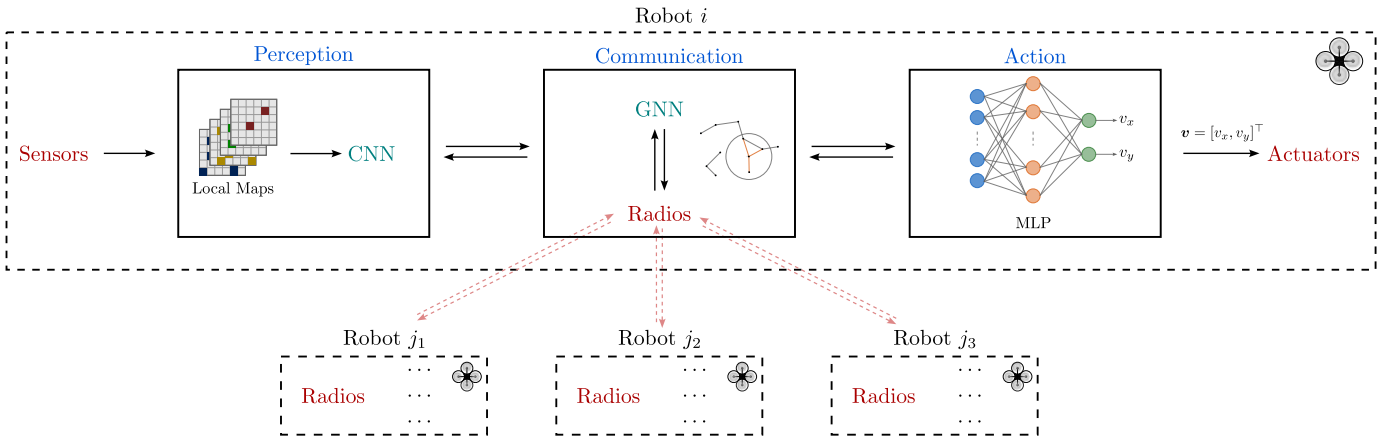 Robot i
Perception
Communication
Action
Sensors
Local Maps
CNN
GNN
Radios
v_x
v_y
MLP
v = [v_x, v_y]^⊤
Actuators
Robot j_1
Robot j_2
Robot j_3
Radios
...
...
...
Radios
...
...
...
Radios
...
...
...